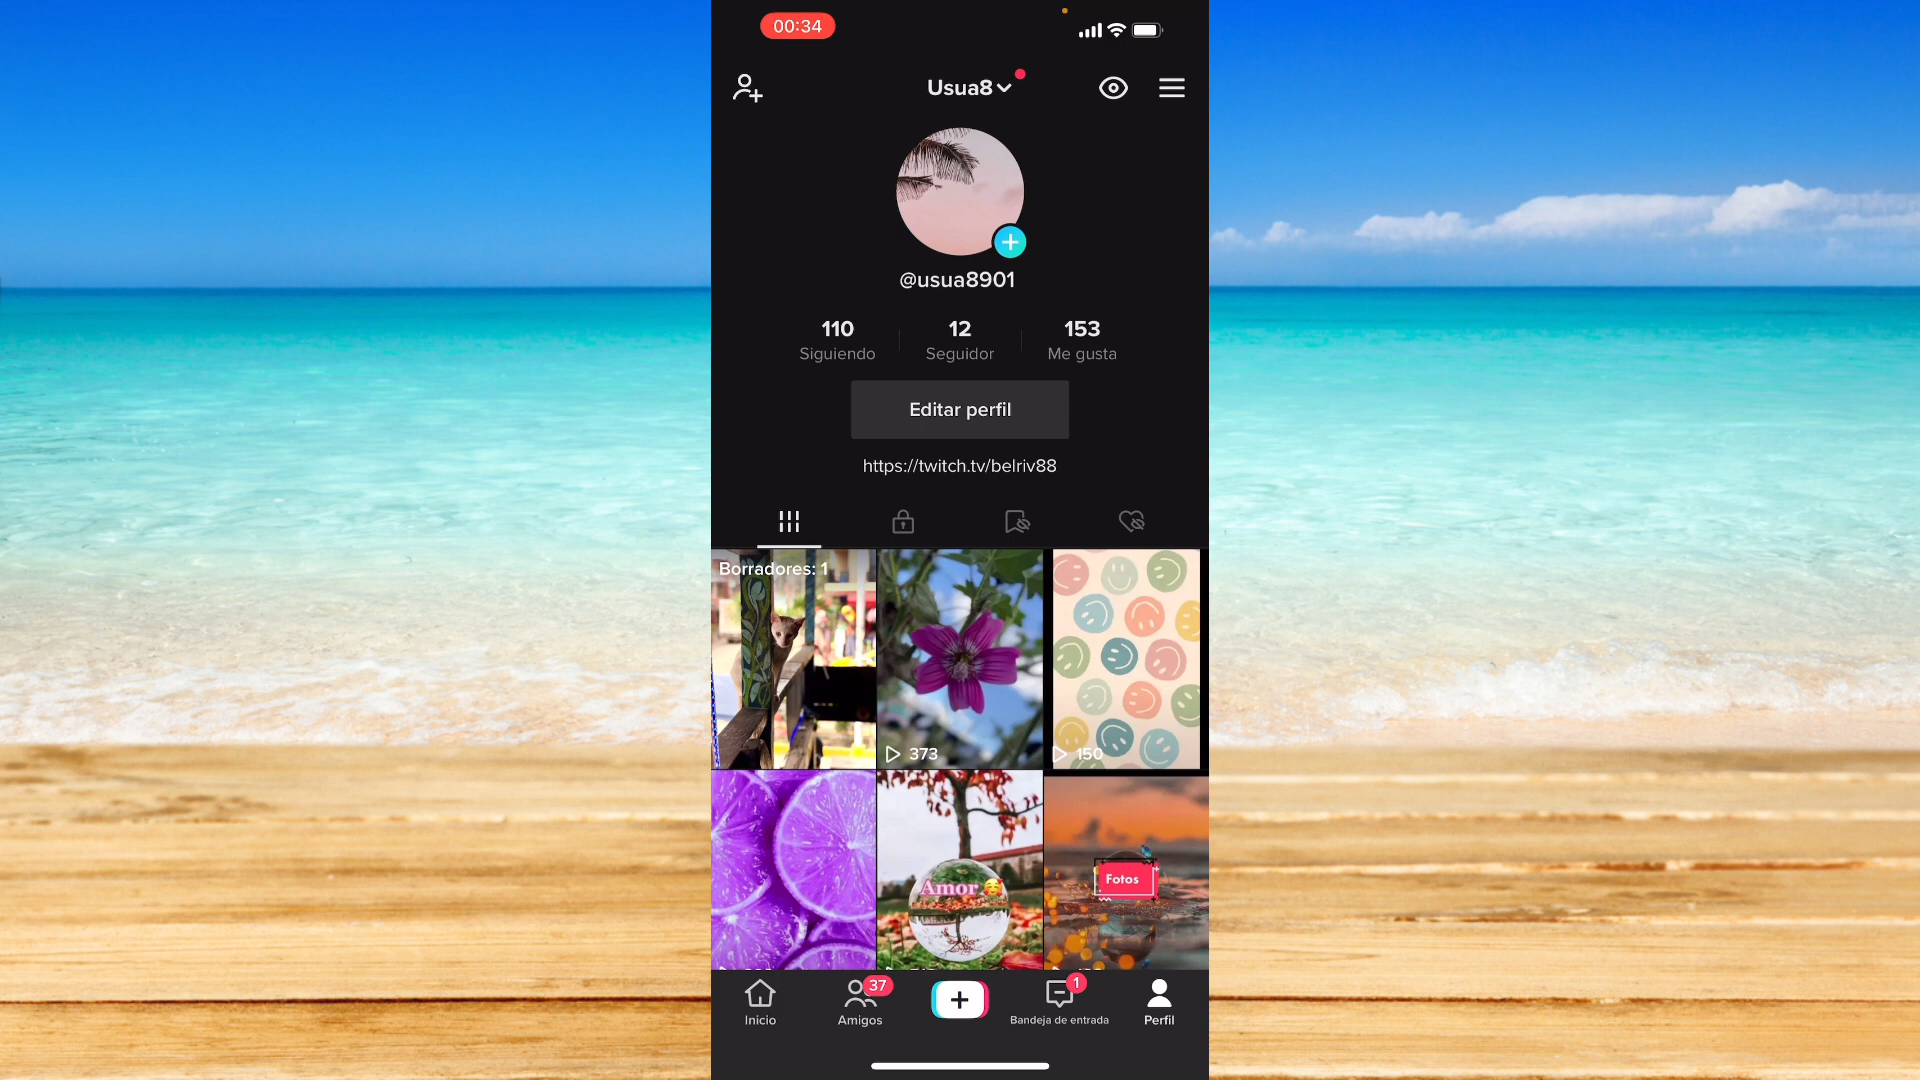 00:34
Usua8
@usua8901
110 12 153
Siguiendo Seguidor Me gusta
Editar perfil
https://twitch.tv/belriv88
Borradores: 1
373 150
Amor
Fotos
37 1
Inicio Amigos Bandeja de entrada Perfil